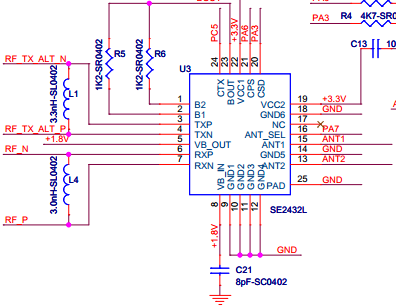 PA3
R4 4K7-SR0
C13 10
PC5
+3.3V
PA6
PA3
R5
1K2-SR0402
R6
1K2-SR0402
U3
24 23 22 21 20
CTX
BOUT
VCC1
CPS
CSD
RF_TX_ALT_N
L1
3.3nH-SL0402
RF_TX_ALT_P
+1.8V
RF_N
L4
3.0nH-SL0402
RF_P
1 B2
2 B1
3 TXP
4 TXN
5 VB_OUT
6 RXP
7 RXN
VCC2 19 +3.3V
GND6 18 GND
NC 17
ANT_SEL 16 PA7
ANT1 15 ANT1
GND5 14 GND
ANT2 13 ANT2
PAD 25 GND
VB_IN
GND1
GND2
GND3
GND4
8 9 10 11 12
SE2432L
+1.8V
GND
C21
8pF-SC0402